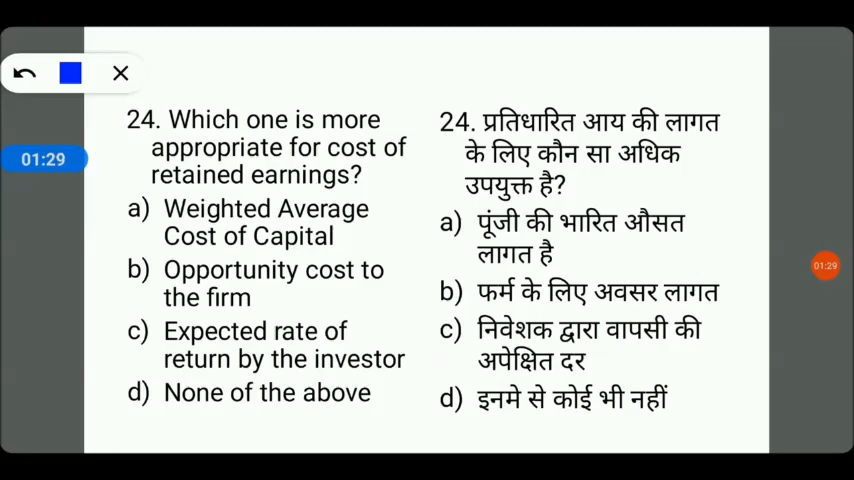 01:29
24. Which one is more
appropriate for cost of
retained earnings?
a) Weighted Average
Cost of Capital
b) Opportunity cost to
the firm
c) Expected rate of
return by the investor
d) None of the above
24. प्रतिधारित आय की लागत
के लिए कौन सा अधिक
उपयुक्त है?
a) पूंजी की भारित औसत
लागत है
b) फर्म के लिए अवसर लागत
c) निवेशक द्वारा वापसी की
अपेक्षित दर
d) इनमे से कोई भी नहीं
01:29